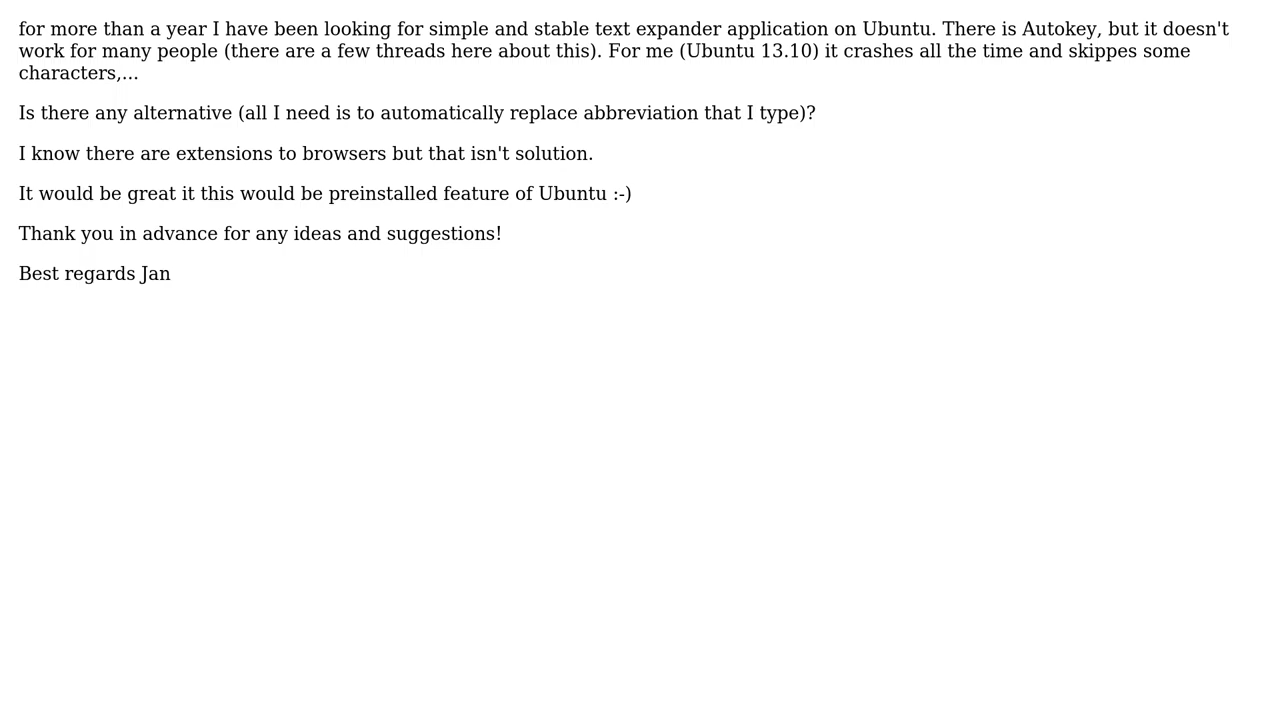 for more than a year I have been looking for simple and stable text expander application on Ubuntu. There is Autokey, but it doesn't
work for many people (there are a few threads here about this). For me (Ubuntu 13.10) it crashes all the time and skippes some
characters,...
Is there any alternative (all I need is to automatically replace abbreviation that I type)?
I know there are extensions to browsers but that isn't solution.
It would be great it this would be preinstalled feature of Ubuntu :-)
Thank you in advance for any ideas and suggestions!
Best regards Jan